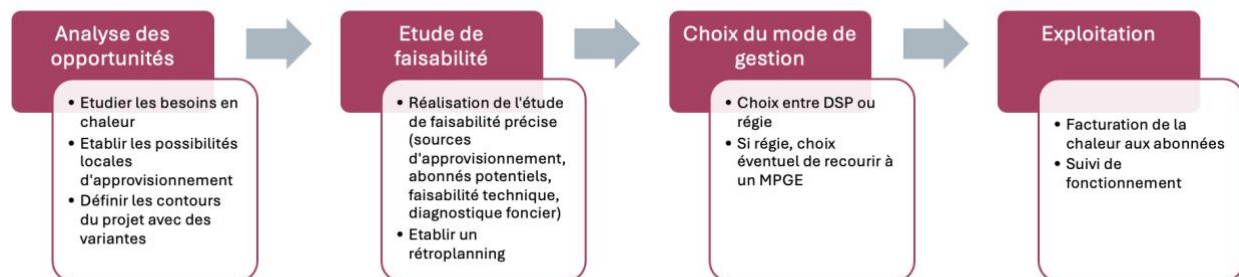 Analyse des
opportunités
• Etudier les besoins en
chaleur
• Etablir les possibilités
locales
d'approvisionnement
• Définir les contours
du projet avec des
variantes
Etude de
faisabilité
• Réalisation de l'étude
de faisabilité précise
(sources
d'approvisionnement,
abonnés potentiels,
faisabilité technique,
diagnostique foncier)
• Etablir un
rétroplanning
Choix du mode de
gestion
• Choix entre DSP ou
régie
• Si régie, choix
éventuel de recourir à
un MPGE
Exploitation
• Facturation de la
chaleur aux abonnées
• Suivi de
fonctionnement